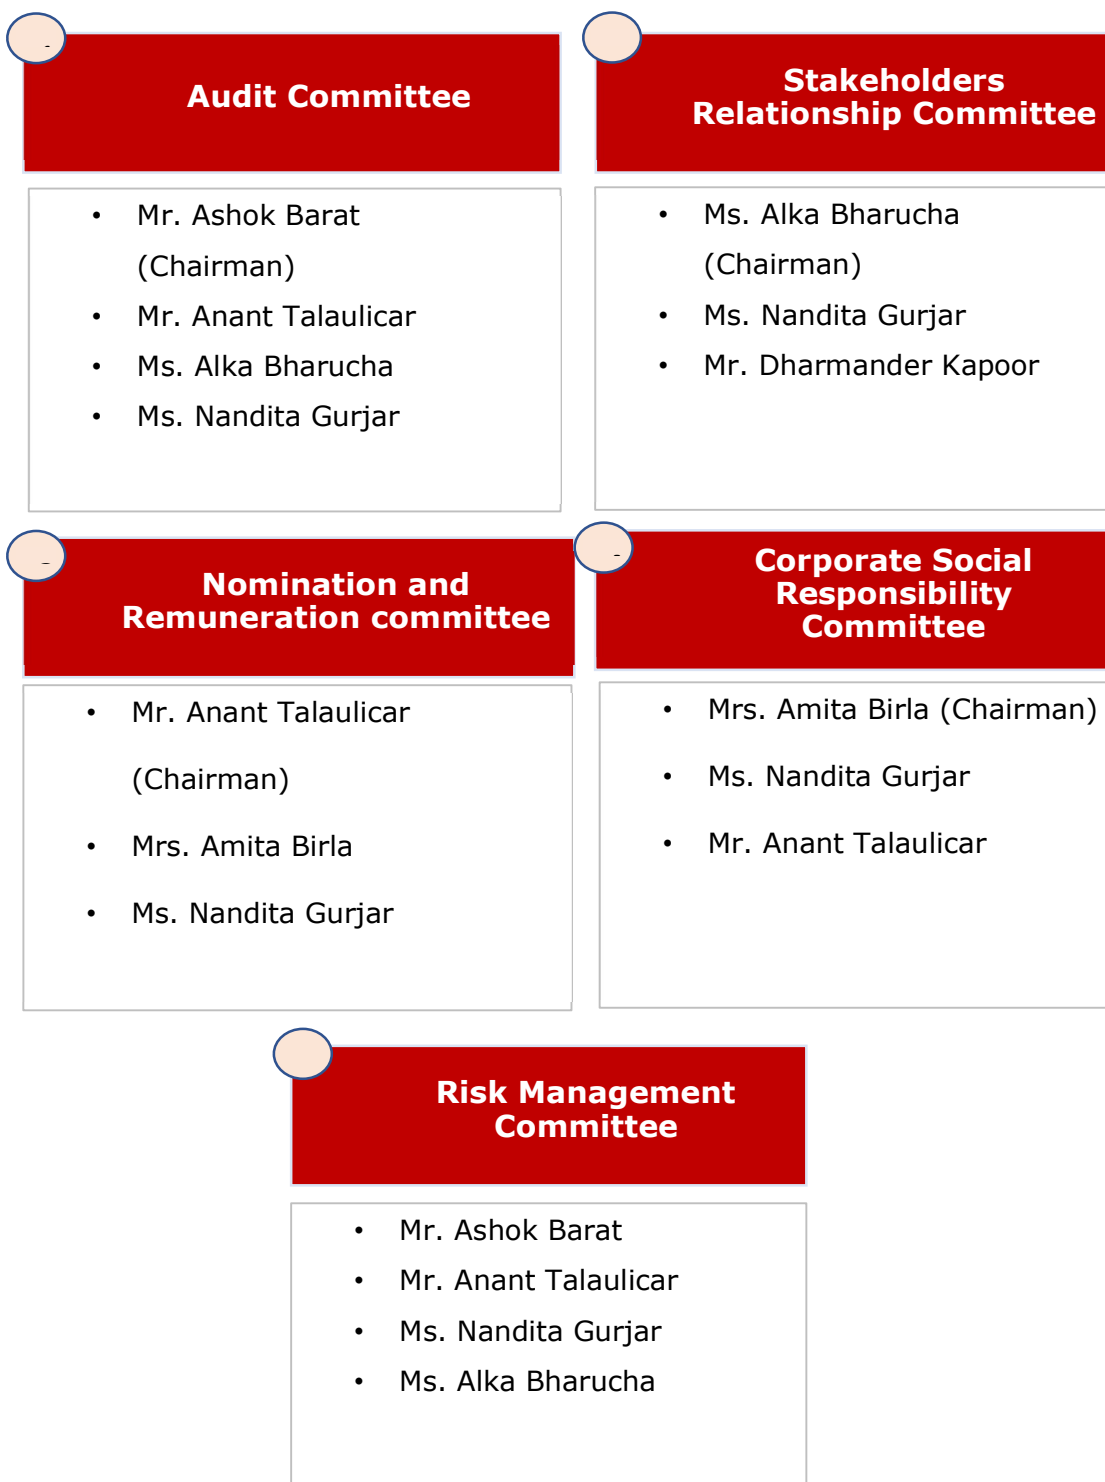 Audit Committee
• Mr. Ashok Barat
(Chairman)
• Mr. Anant Talaulicar
• Ms. Alka Bharucha
• Ms. Nandita Gurjar
Stakeholders
Relationship Committee
• Ms. Alka Bharucha
(Chairman)
• Ms. Nandita Gurjar
• Mr. Dharmander Kapoor
Nomination and
Remuneration committee
• Mr. Anant Talaulicar
(Chairman)
• Mrs. Amita Birla
• Ms. Nandita Gurjar
Corporate Social
Responsibility
Committee
• Mrs. Amita Birla (Chairman)
• Ms. Nandita Gurjar
• Mr. Anant Talaulicar
Risk Management
Committee
• Mr. Ashok Barat
• Mr. Anant Talaulicar
• Ms. Nandita Gurjar
• Ms. Alka Bharucha